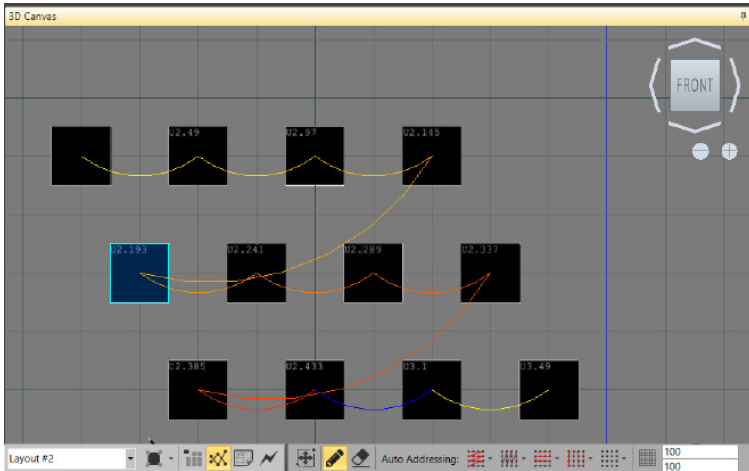 3D Canvas
FRONT
U2.49 U2.97 U2.145
U2.193 U2.241 U2.289 U2.337
U2.385 U2.433 U3.1 U3.49
Layout #2 Auto Addressing: 100
100